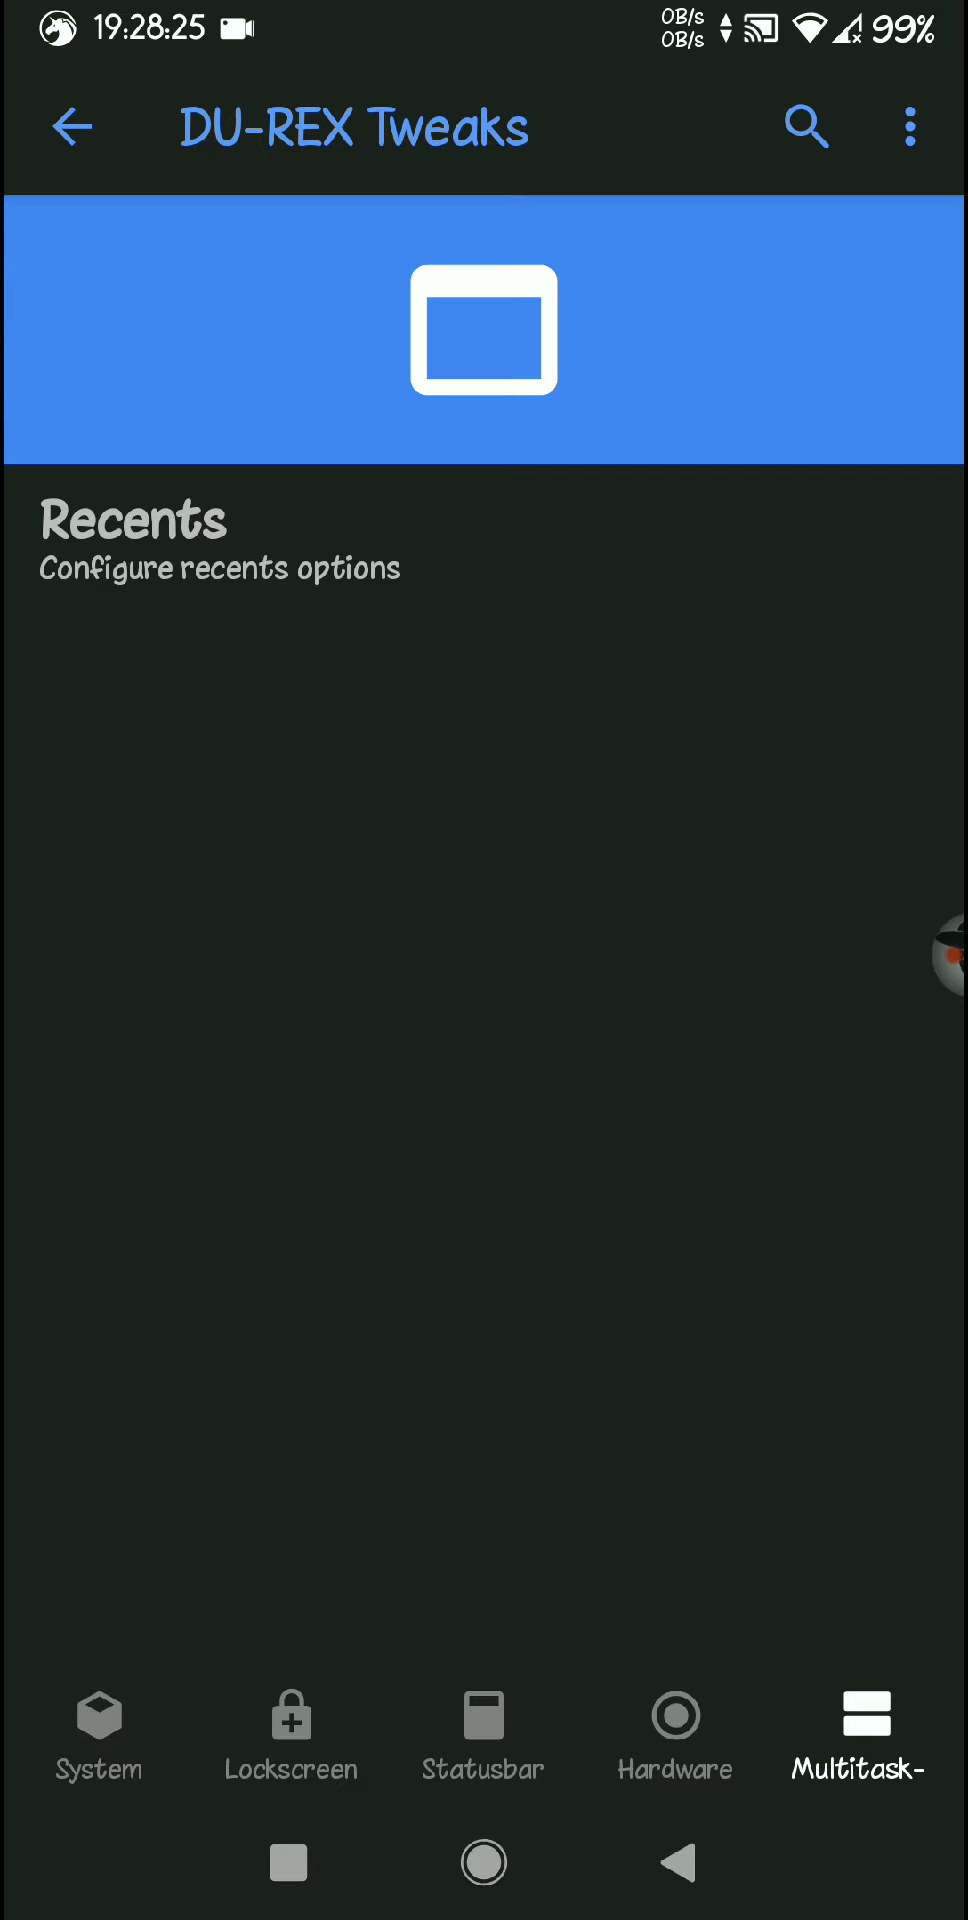 19:28:25
0B/s
0B/s
99%
DU-REX Tweaks
Recents
Configure recents options
System
Lockscreen
Statusbar
Hardware
Multitask-